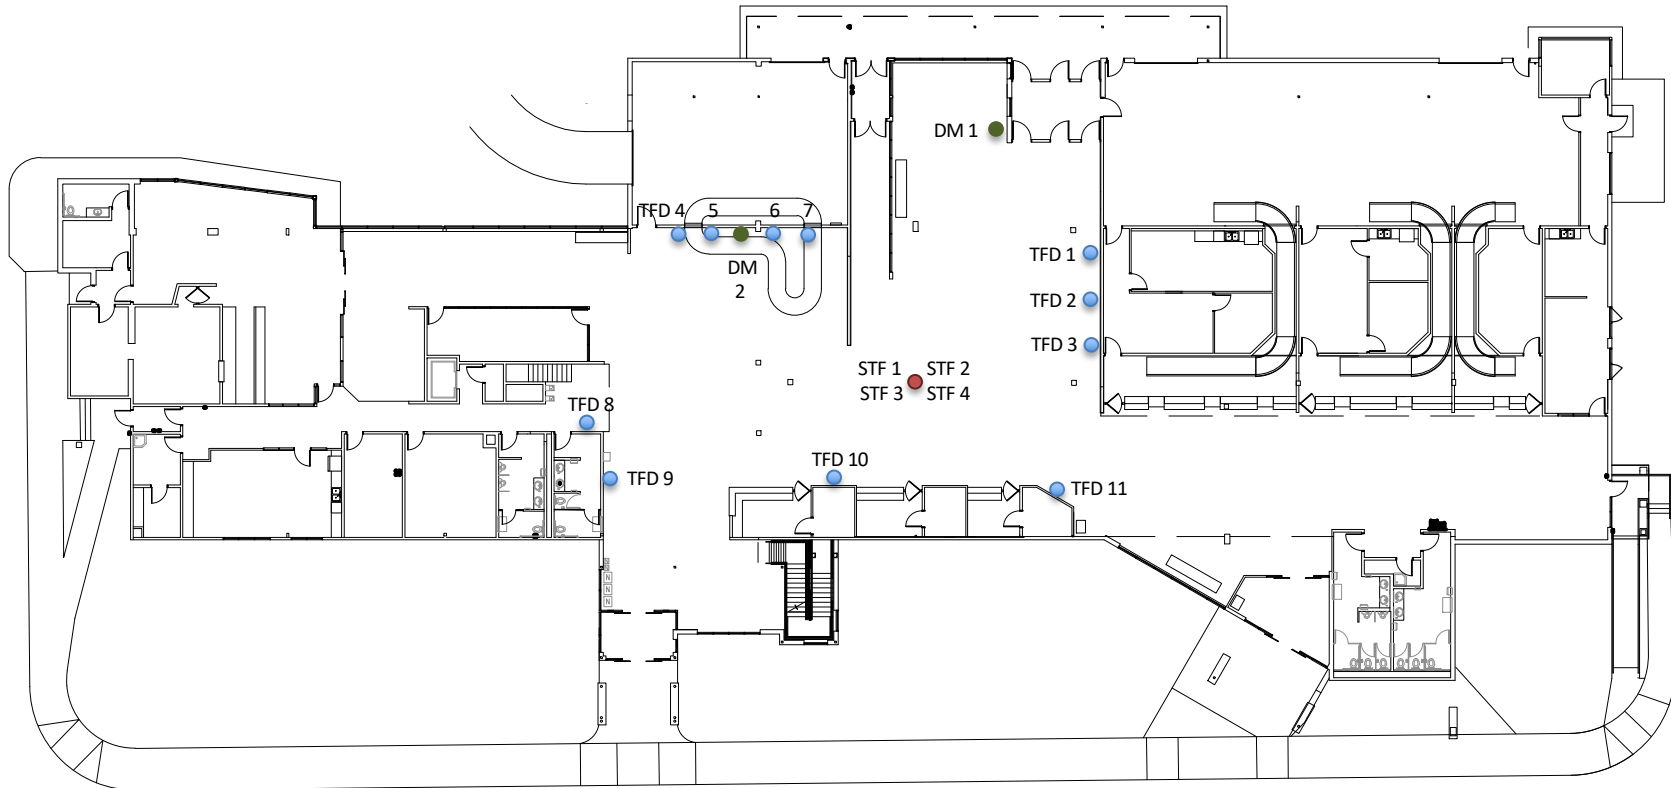 DM 1
TFD 4
5
6
7
DM
2
TFD 1
TFD 2
TFD 3
STF 1
STF 2
STF 3
STF 4
TFD 8
TFD 9
TFD 10
TFD 11
N
N
N